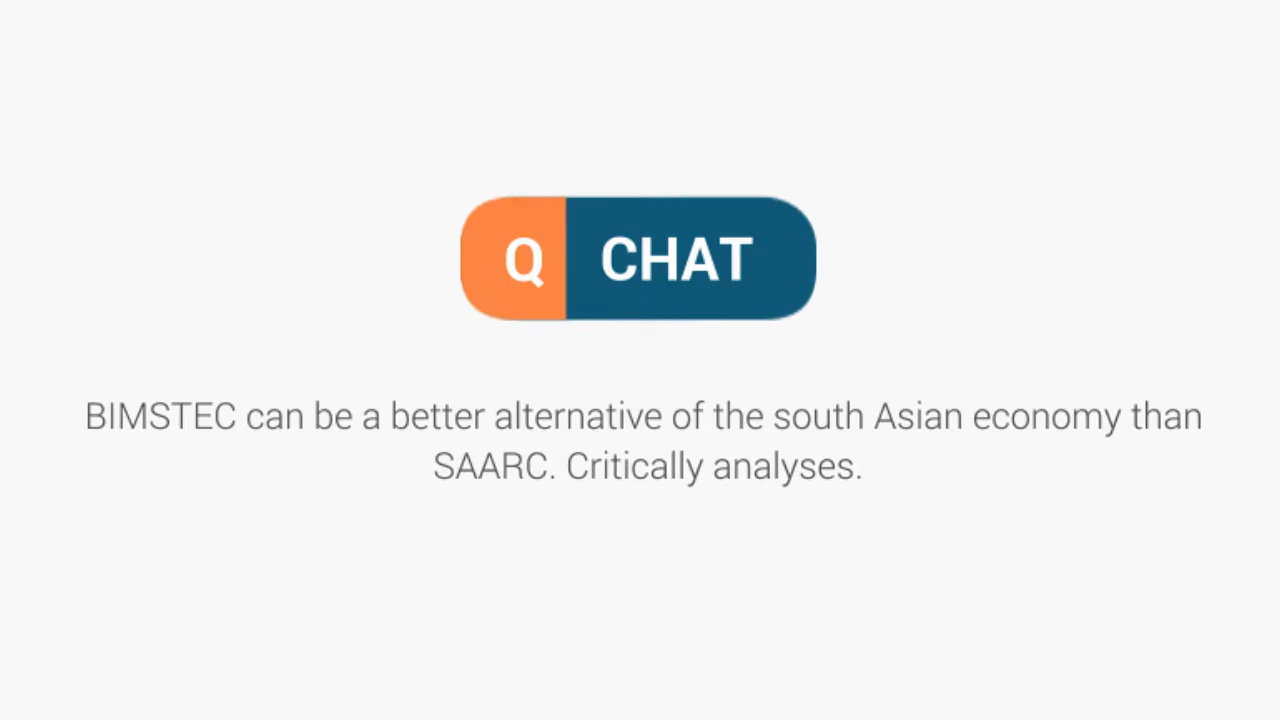 Q CHAT
BIMSTEC can be a better alternative of the south Asian economy than
SAARC. Critically analyses.